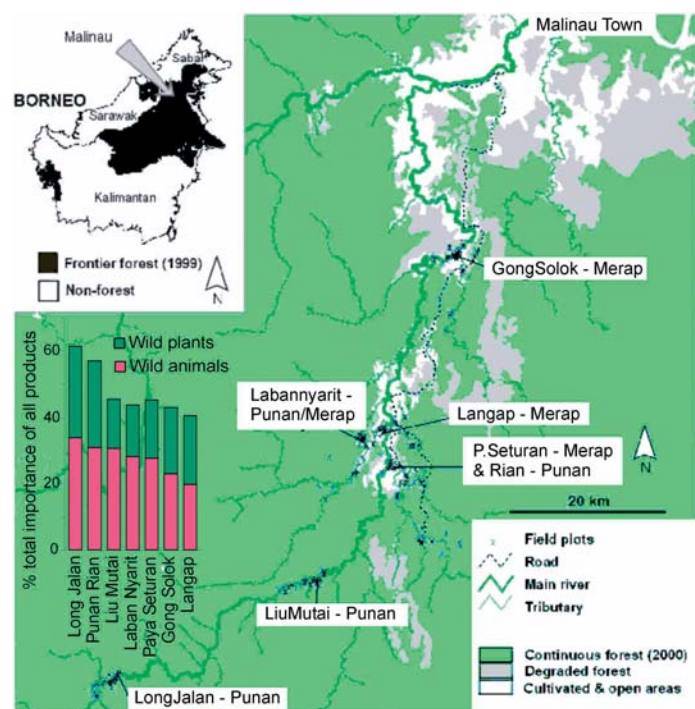 Malinau Town
Malinau
Sabal
BORNEO
Sarawak
Kalimantan
Frontier forest (1999)
Non-forest
N
GongSolok - Merap
60
40
20
0
% total importance of all products
Wild plants
Wild animals
Long Jalan
Punan Rian
Liu Mutai
Laban Nyarit
Paya Seturan
Gong Solok
Langap
Labannyarit -
Punan/Merap
Langap - Merap
P.Seturan - Merap
& Rian - Punan
N
20 km
LiuMutai - Punan
LongJalan - Punan
Field plots
Road
Main river
Tributary
Continuous forest (2000)
Degraded forest
Cultivated & open areas